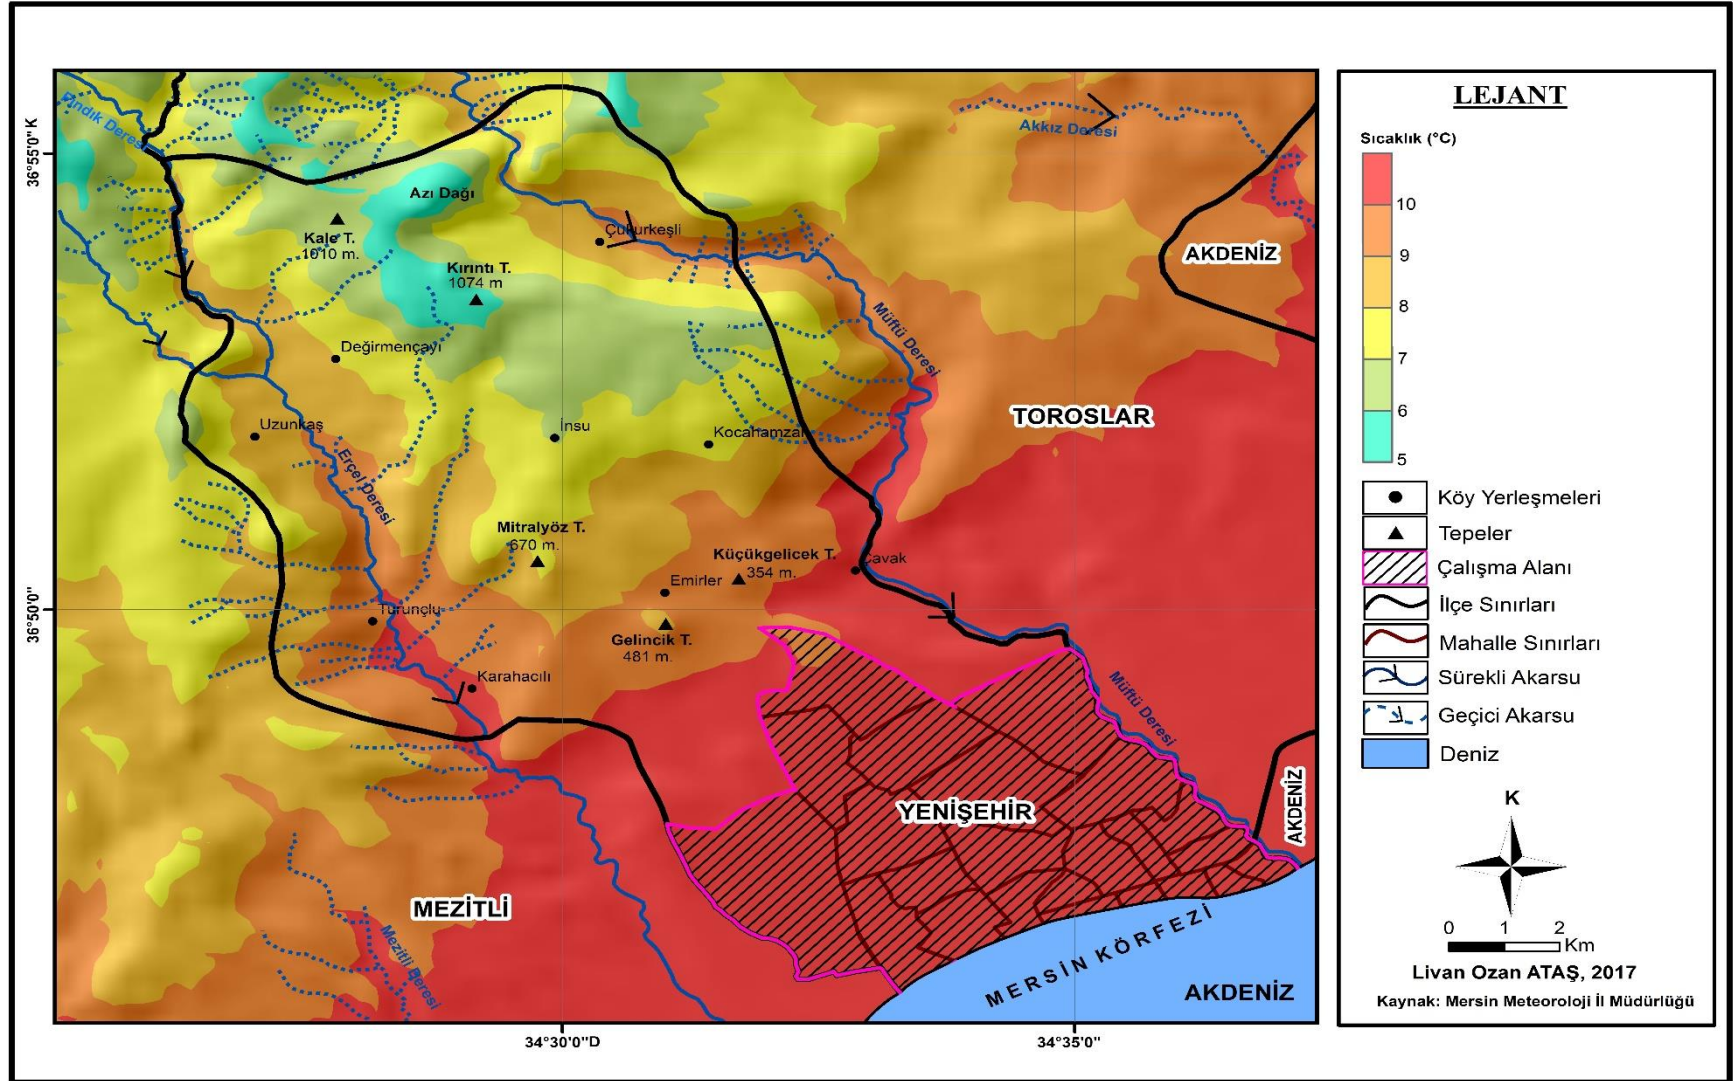 Fındık Deresi
Akkız Deresi
36°55'0" K
Azı Dağı
Kale T.
1010 m.
Çukurkeşli
AKDENİZ
Kırıntı T.
1074 m
Müftü Deresi
Değirmençayı
TOROSLAR
Uzunkaş
İnsu
Kocahamzalı
Erçel Deresi
Mitralyöz T.
670 m.
Küçükgelicek T.
354 m.
Çavak
Emirler
36°50'0"
Turunçlu
Gelincik T.
481 m.
Karahacılı
Müftü Deresi
YENİŞEHİR
AKDENİZ
MEZİTLİ
Mezitli Deresi
MERSİN KÖRFEZİ
AKDENİZ
34°30'0"D
34°35'0"
LEJANT
Sıcaklık (°C)
10
9
8
7
6
5
Köy Yerleşmeleri
Tepeler
Çalışma Alanı
İlçe Sınırları
Mahalle Sınırları
Sürekli Akarsu
Geçici Akarsu
Deniz
K
0 1 2
Km
Livan Ozan ATAŞ, 2017
Kaynak: Mersin Meteoroloji İl Müdürlüğü